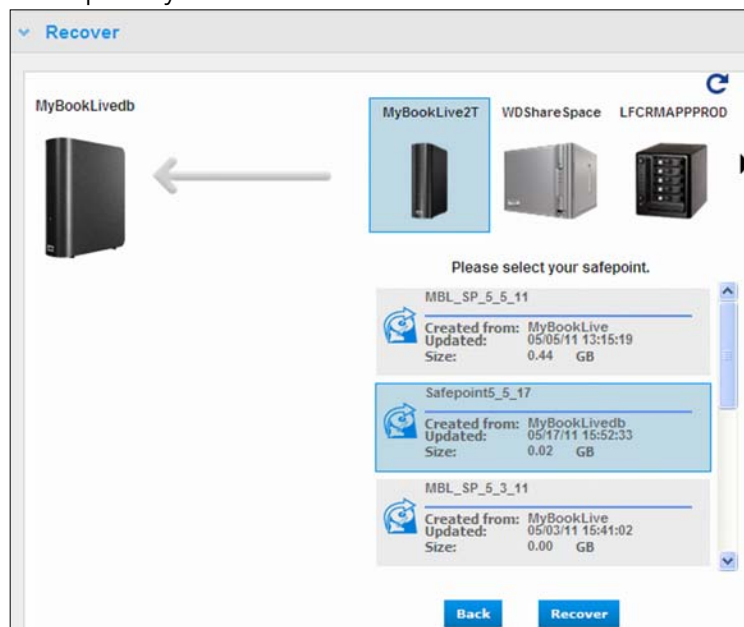 Recover
MyBookLivedb
MyBookLive2T WDShareSpace LFCRMAPPPROD
Please select your safepoint.
MBL_SP_5_5_11
Created from: MyBookLive
Updated: 05/05/11 13:15:19
Size: 0.44 GB
Safepoint5_5_17
Created from: MyBookLivedb
Updated: 05/17/11 15:52:33
Size: 0.02 GB
MBL_SP_5_3_11
Created from: MyBookLive
Updated: 05/03/11 15:41:02
Size: 0.00 GB
Back Recover